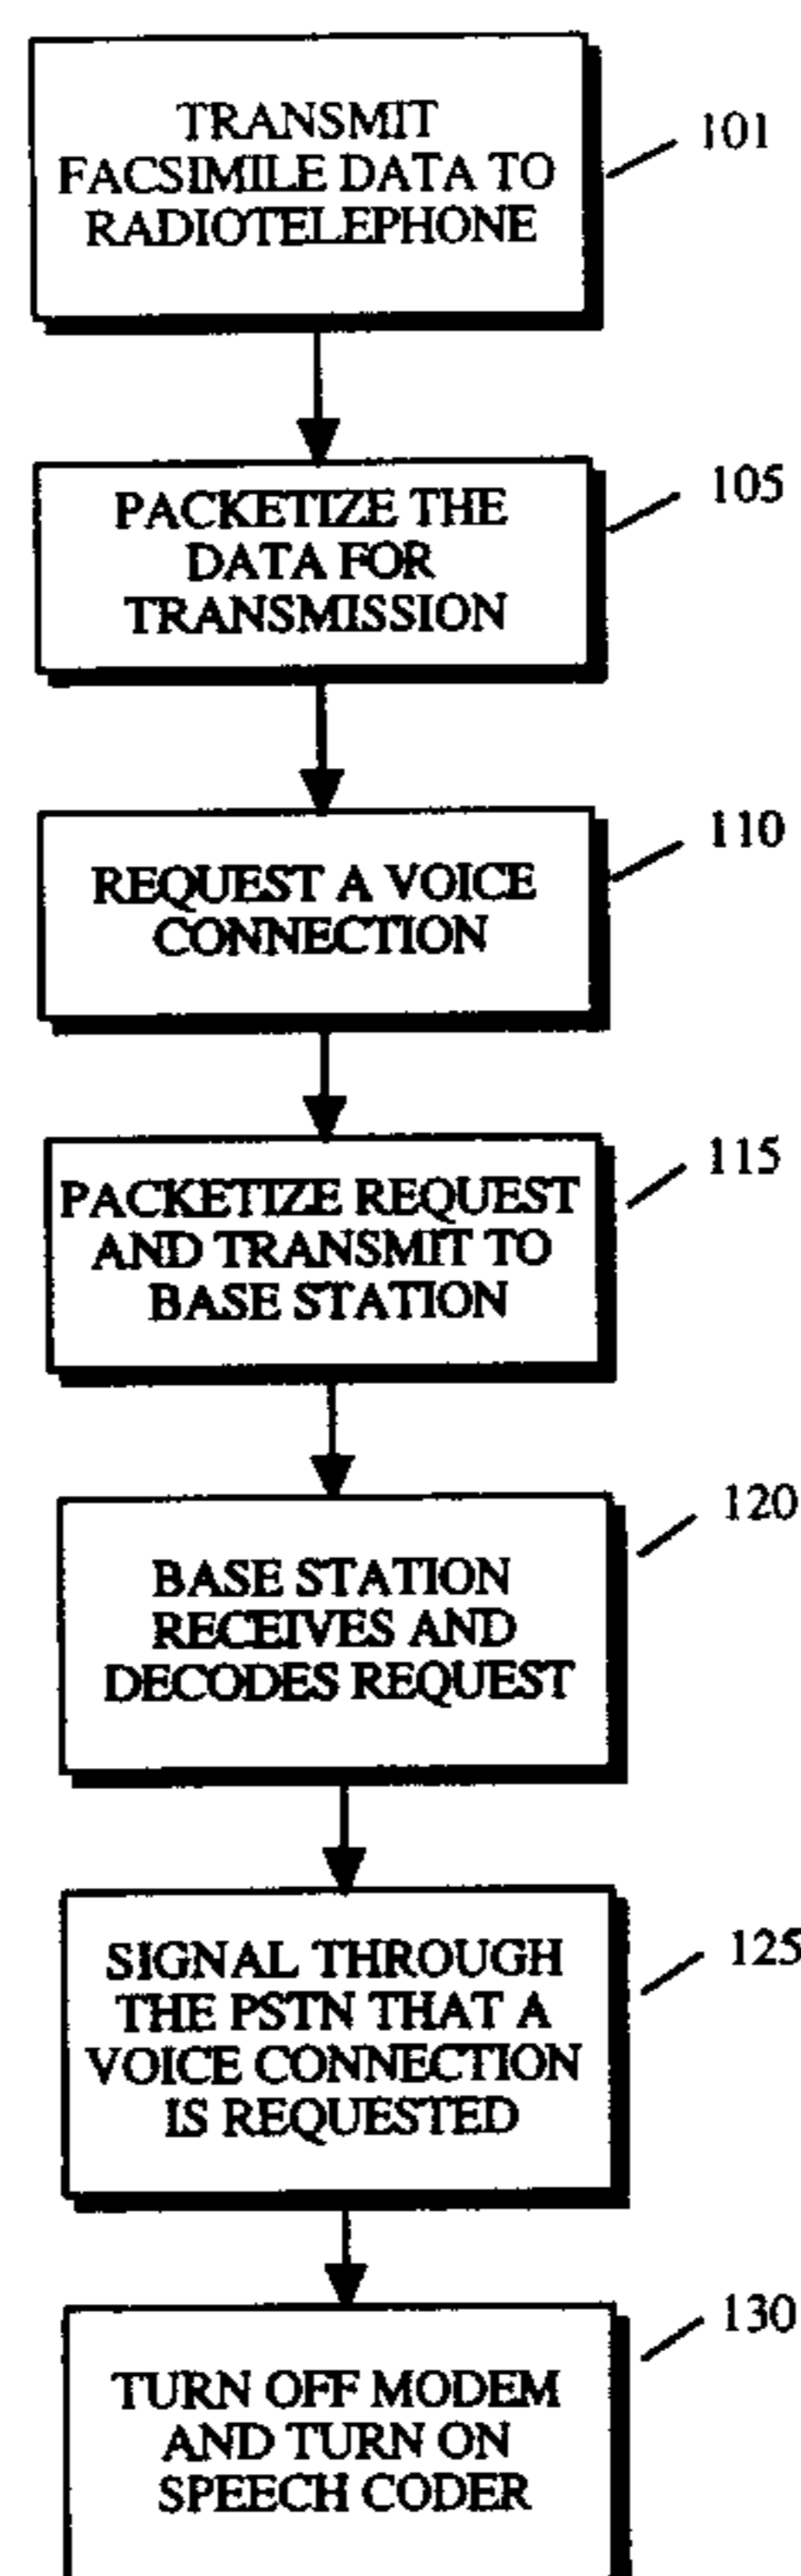 TRANSMIT
FACSIMILE DATA TO
RADIOTELEPHONE
101
PACKETIZE THE
DATA FOR
TRANSMISSION
105
REQUEST A VOICE
CONNECTION
110
PACKETIZE REQUEST
AND TRANSMIT TO
BASE STATION
115
BASE STATION
RECEIVES AND
DECODES REQUEST
120
SIGNAL THROUGH
THE PSTN THAT A
VOICE CONNECTION
IS REQUESTED
125
TURN OFF MODEM
AND TURN ON
SPEECH CODER
130